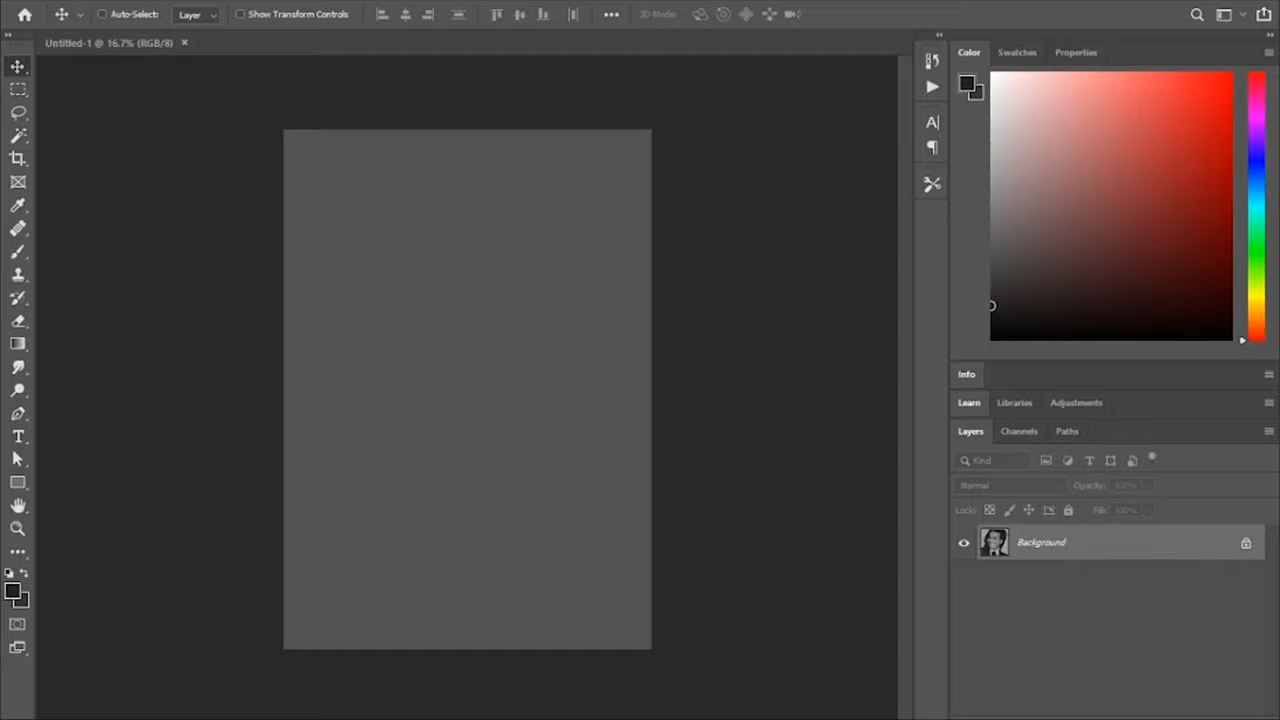 Auto-Select: Layer Show Transform Controls 3D Mode:
Untitled-1 @ 16.7% (RGB/8) ×
Color Swatches Properties
Info
Learn Libraries Adjustments
Layers Channels Paths
Kind
Normal Opacity: 100%
Lock: Fill: 100%
Background